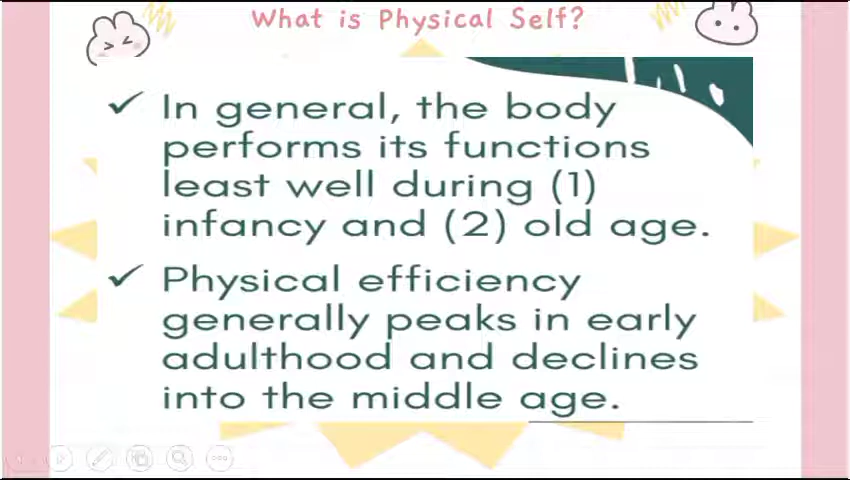 What is Physical Self?
✓ In general, the body
performs its functions
least well during (1)
infancy and (2) old age.
✓ Physical efficiency
generally peaks in early
adulthood and declines
into the middle age.